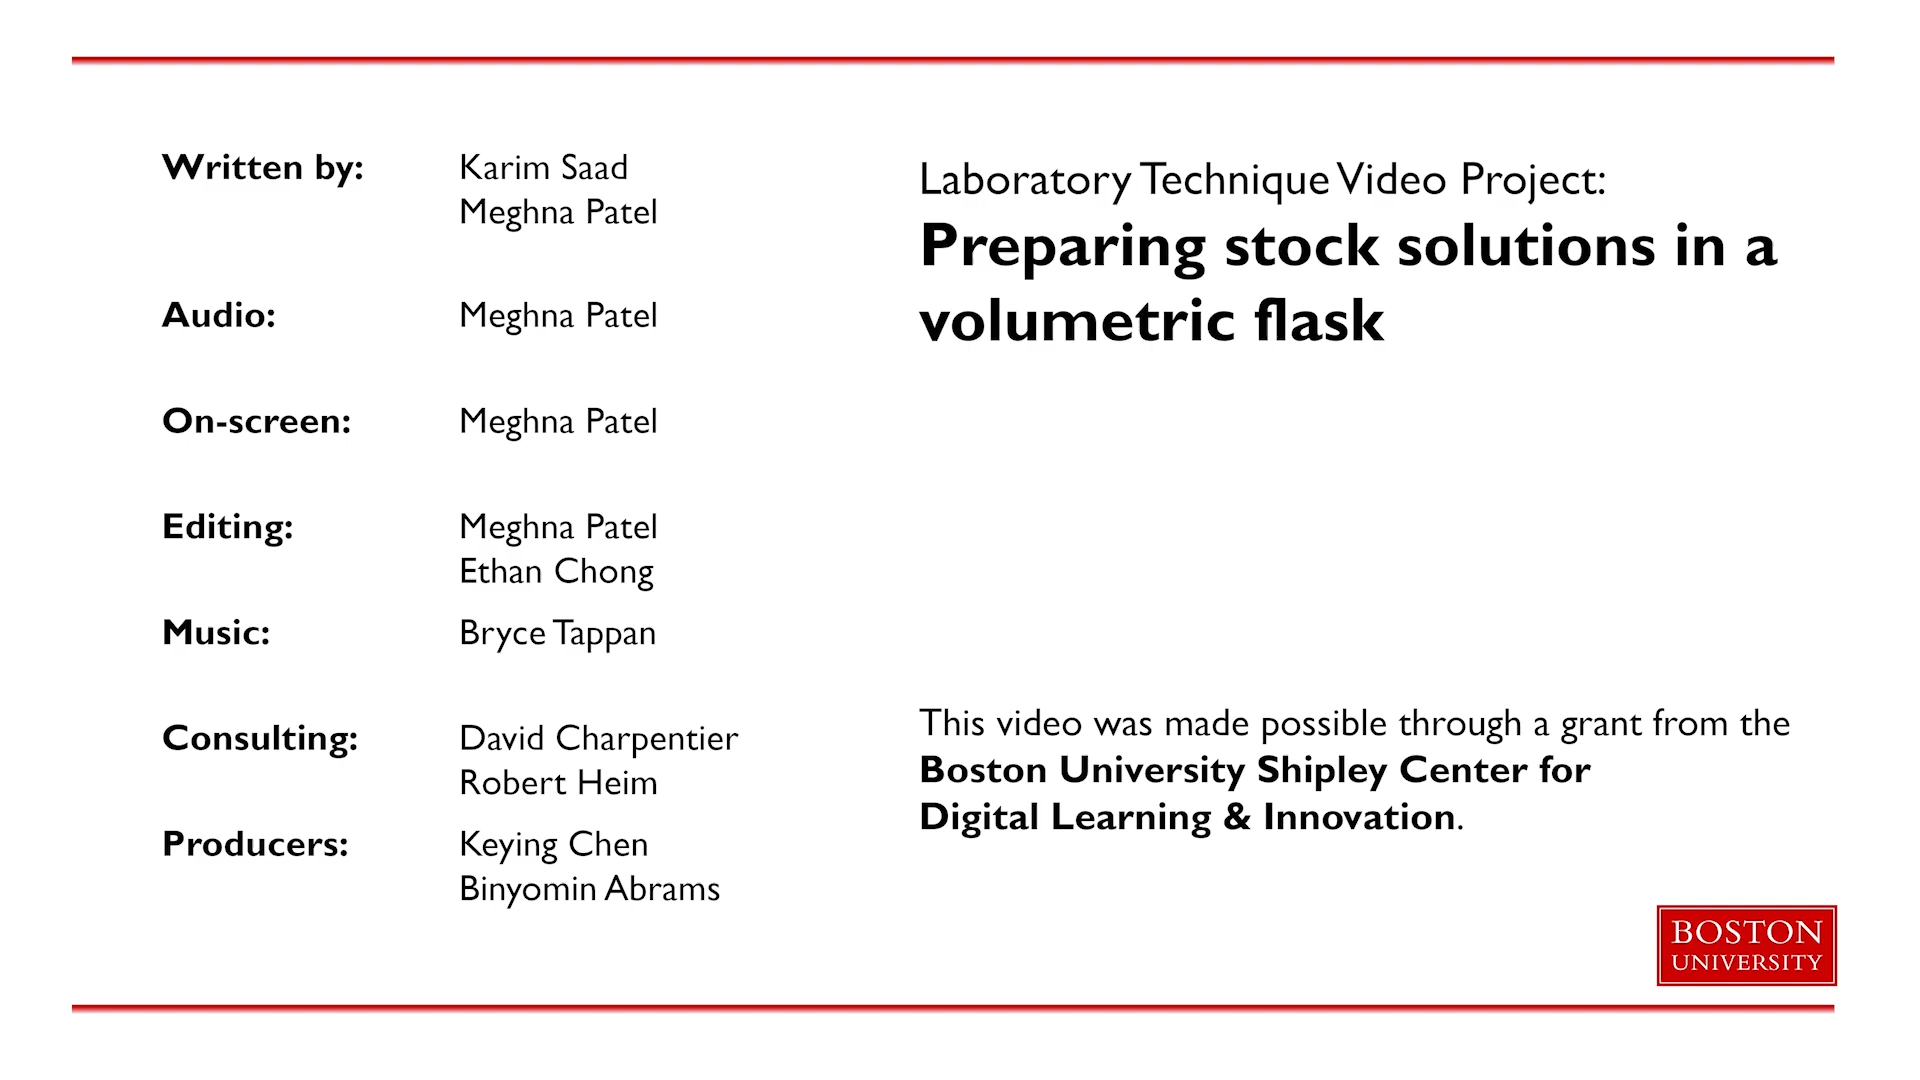 Written by: Karim Saad
Meghna Patel
Audio: Meghna Patel
On-screen: Meghna Patel
Editing: Meghna Patel
Ethan Chong
Music: Bryce Tappan
Consulting: David Charpentier
Robert Heim
Producers: Keying Chen
Binyomin Abrams
Laboratory Technique Video Project:
Preparing stock solutions in a
volumetric flask
This video was made possible through a grant from the
Boston University Shipley Center for
Digital Learning & Innovation.
BOSTON
UNIVERSITY